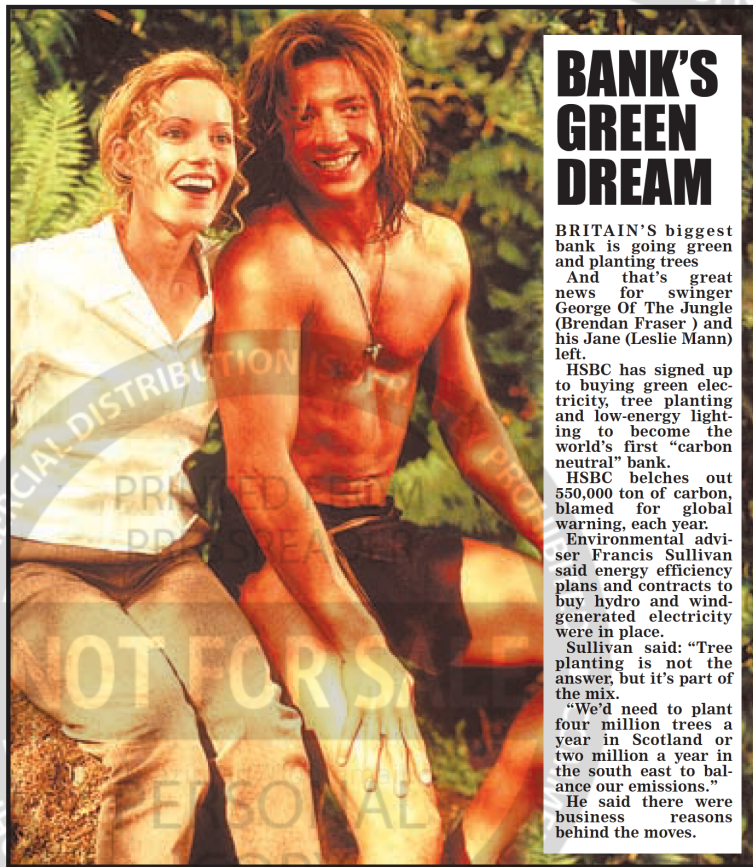 BANK'S
GREEN
DREAM
BRITAIN'S biggest
bank is going green
and planting trees
And that's great
news for swinger
George Of The Jungle
(Brendan Fraser ) and
his Jane (Leslie Mann)
left.
HSBC has signed up
to buying green elec-
tricity, tree planting
and low-energy light-
ing to become the
world's first “carbon
neutral” bank.
HSBC belches out
550,000 ton of carbon,
blamed for global
warning, each year.
Environmental advi-
ser Francis Sullivan
said energy efficiency
plans and contracts to
buy hydro and wind-
generated electricity
were in place.
Sullivan said: “Tree
planting is not the
answer, but it's part of
the mix.
“We'd need to plant
four million trees a
year in Scotland or
two million a year in
the south east to bal-
ance our emissions.”
He said there were
business reasons
behind the moves.
DISTRIBUTION IS
PRINTED FROM
PRESSREADER
NOT FOR SALE
PERSONAL
COPY